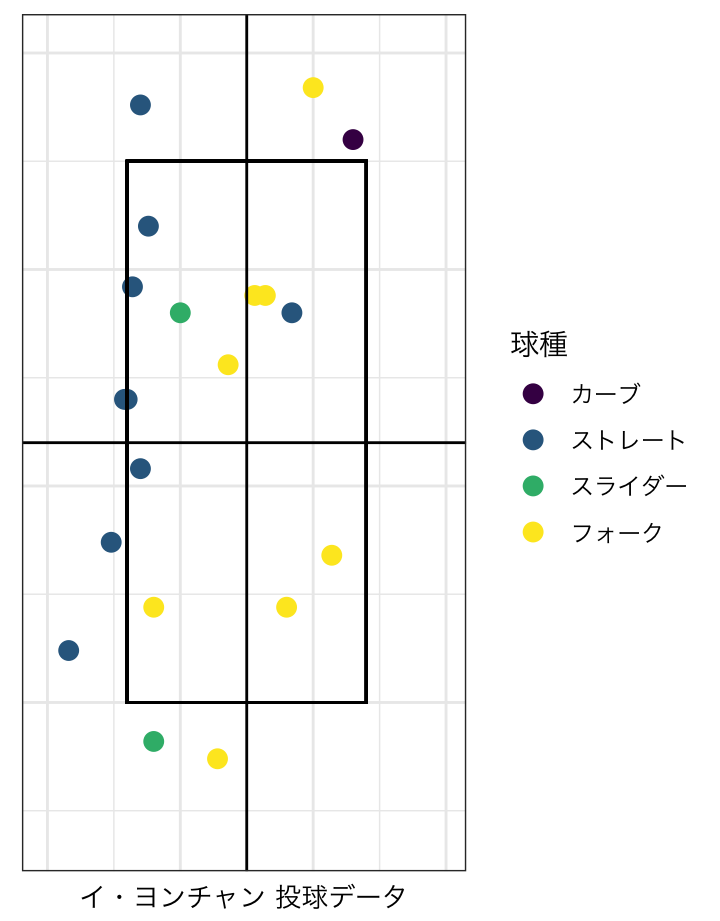 球種
カーブ
ストレート
スライダー
フォーク
イ・ヨンチャン 投球データ